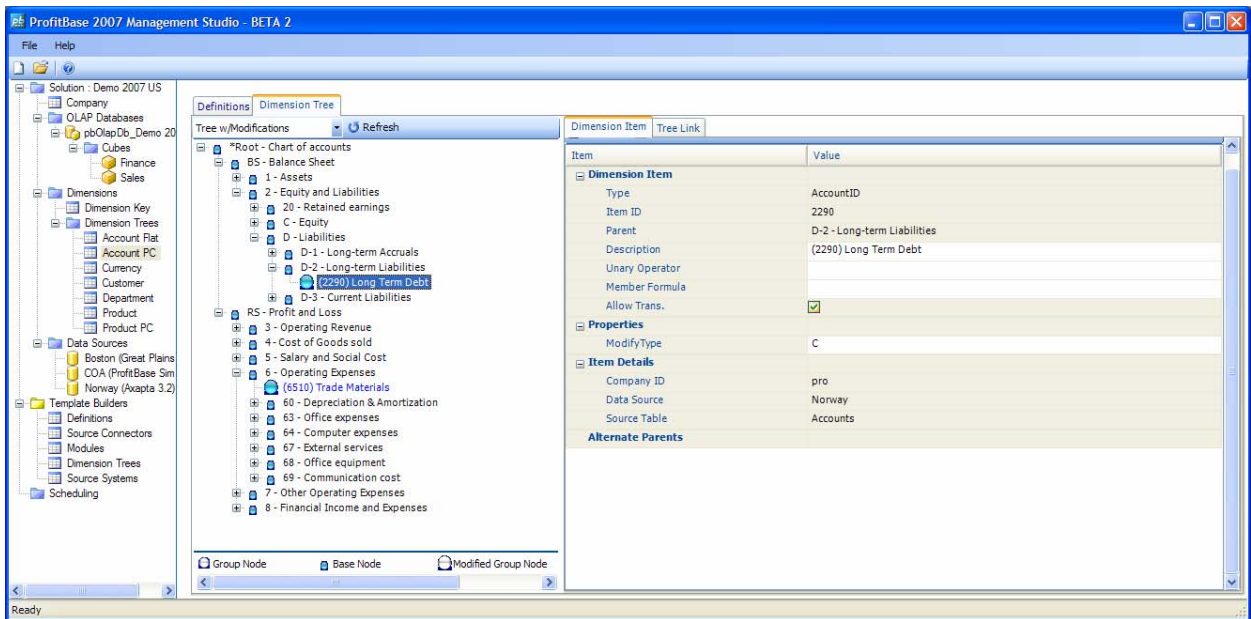 ProfitBase 2007 Management Studio - BETA 2
File Help
Solution : Demo 2007 US
Company
OLAP Databases
pbOlapDb_Demo 20
Cubes
Finance
Sales
Dimensions
Dimension Key
Dimension Trees
Account Flat
Account PC
Currency
Customer
Department
Product
Product PC
Data Sources
Boston (Great Plains
COA (ProfitBase Sim
Norway (Axapta 3.2)
Template Builders
Definitions
Source Connectors
Modules
Dimension Trees
Source Systems
Scheduling
Definitions Dimension Tree
Tree w/Modifications Refresh
*Root - Chart of accounts
BS - Balance Sheet
1 - Assets
2 - Equity and Liabilities
20 - Retained earnings
C - Equity
D - Liabilities
D-1 - Long-term Accruals
D-2 - Long-term Liabilities
(2290) Long Term Debt
D-3 - Current Liabilities
RS - Profit and Loss
3 - Operating Revenue
4 - Cost of Goods sold
5 - Salary and Social Cost
6 - Operating Expenses
(6510) Trade Materials
60 - Depreciation & Amortization
63 - Office expenses
64 - Computer expenses
67 - External services
68 - Office equipment
69 - Communication cost
7 - Other Operating Expenses
8 - Financial Income and Expenses
Group Node Base Node Modified Group Node
Dimension Item Tree Link
Item Value
Dimension Item
Type AccountID
Item ID 2290
Parent D-2 - Long-term Liabilities
Description (2290) Long Term Debt
Unary Operator
Member Formula
Allow Trans.
Properties
ModifyType C
Item Details
Company ID pro
Data Source Norway
Source Table Accounts
Alternate Parents
Ready